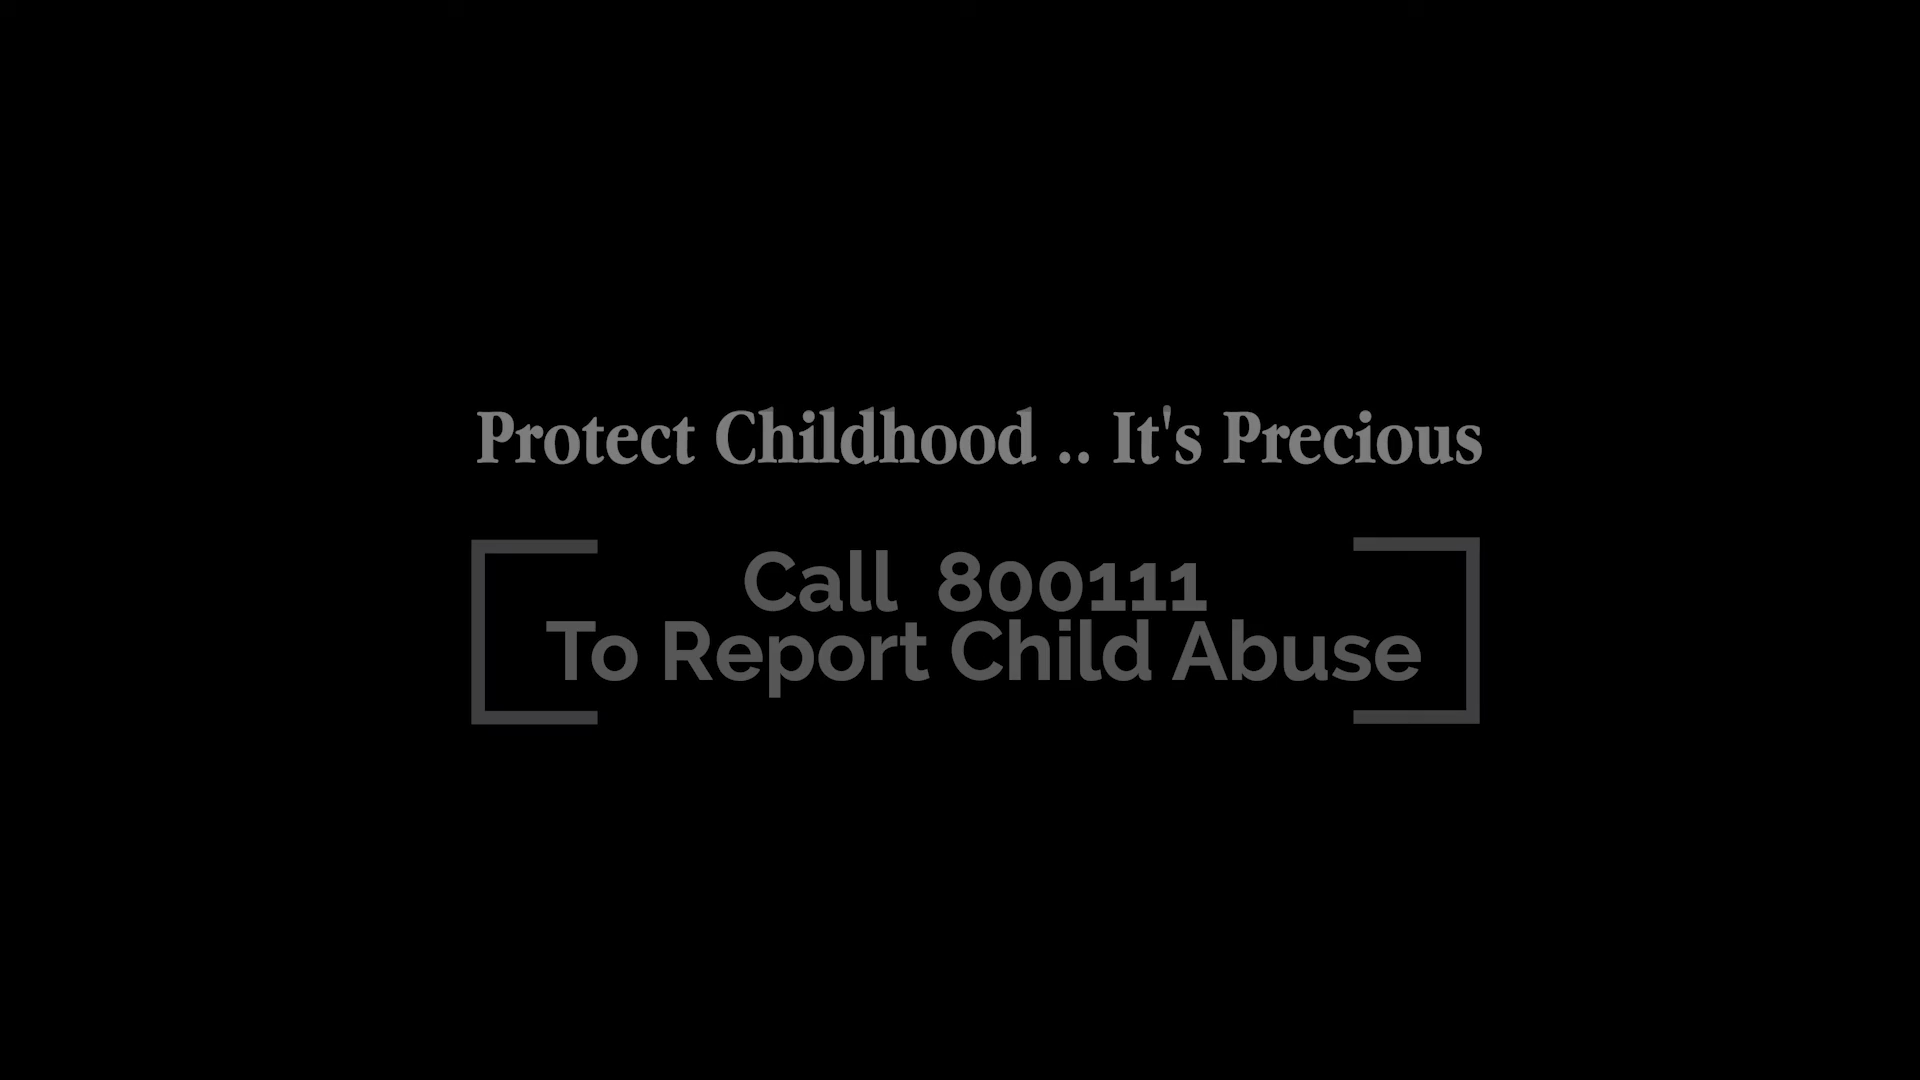 Protect Childhood .. It's Precious
Call 800111
To Report Child Abuse